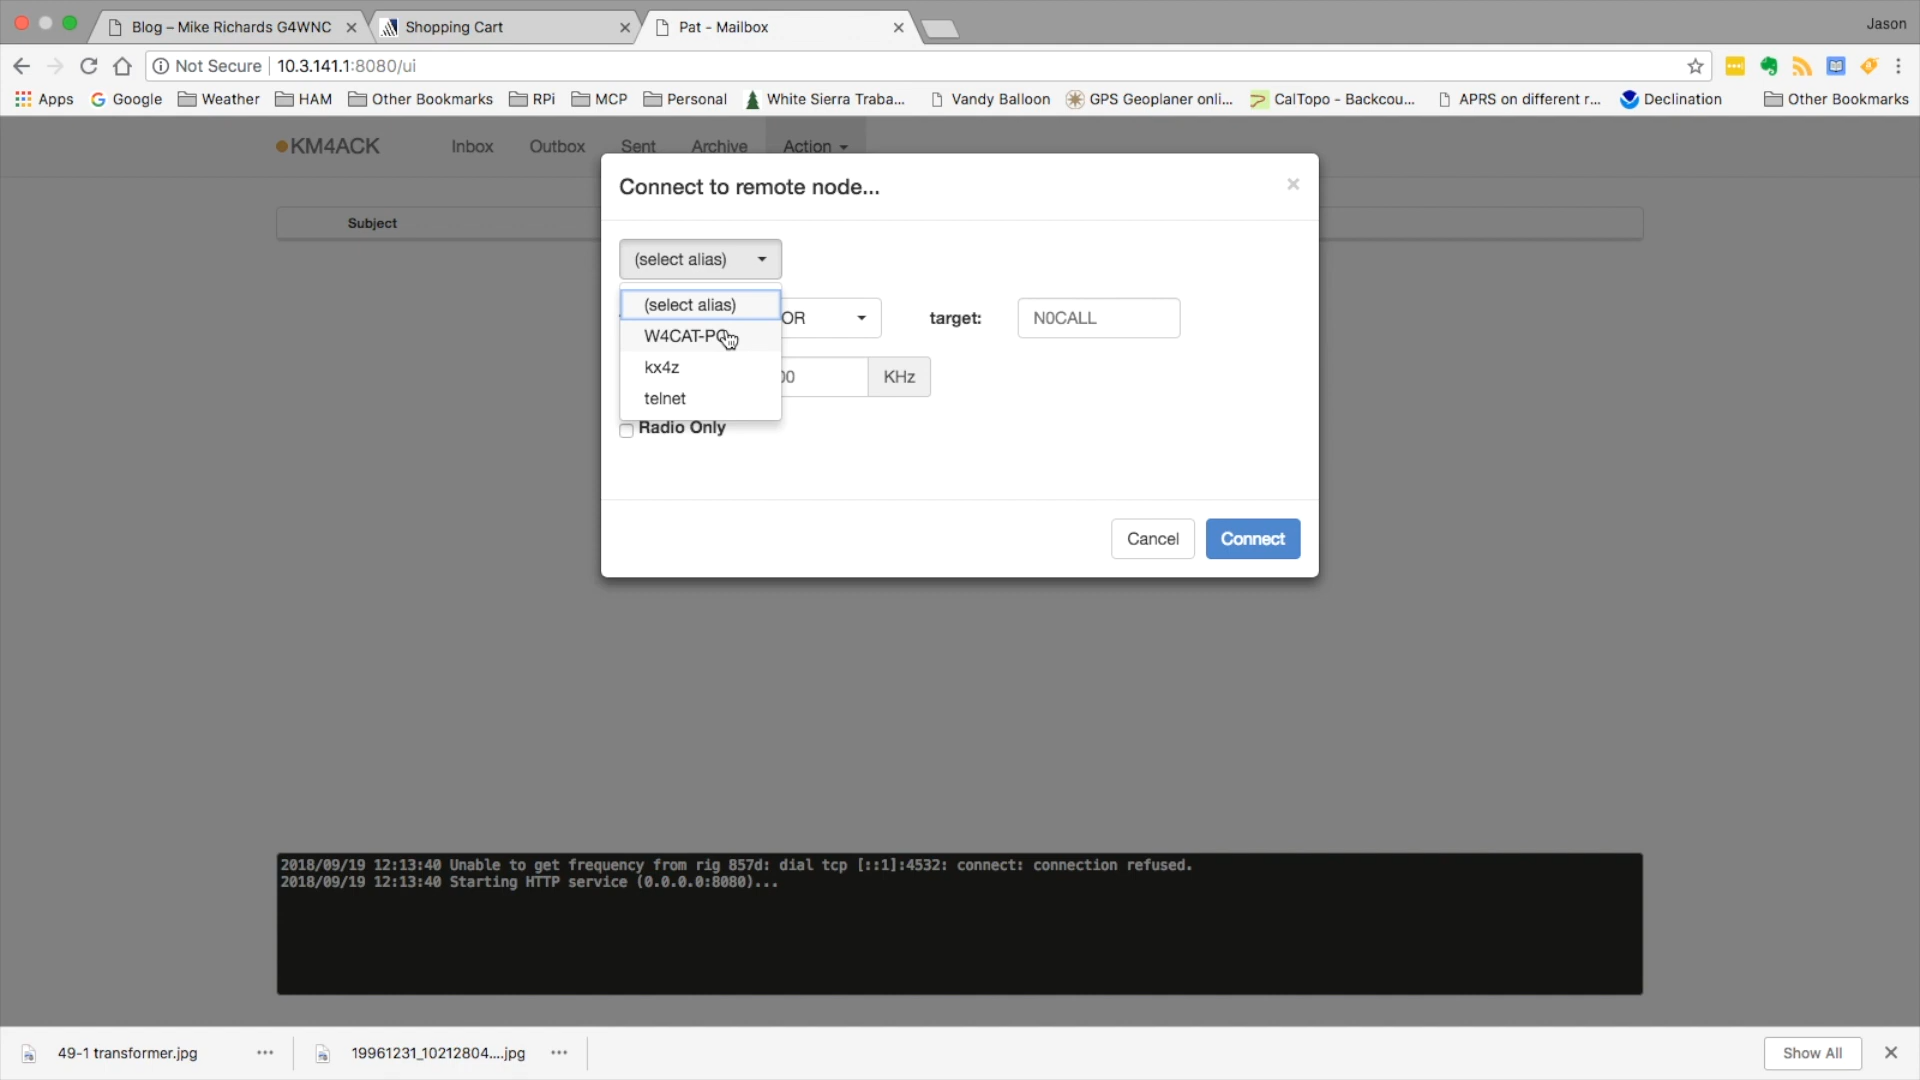 Blog – Mike Richards G4WNC
Shopping Cart
Pat - Mailbox
Jason
Not Secure
10.3.141.1:8080/ui
Apps
Google
Weather
HAM
Other Bookmarks
RPi
MCP
Personal
White Sierra Traba...
Vandy Balloon
GPS Geoplaner onli...
CalTopo - Backcou...
APRS on different r...
Declination
Other Bookmarks
KM4ACK
Inbox
Outbox
Sent
Archive
Action
Connect to remote node...
×
Subject
(select alias)
(select alias)
W4CAT-
kx4z
telnet
OR
target:
N0CALL
KHz
Radio Only
Cancel
Connect
2018/09/19 12:13:40 Unable to get frequency from rig 857d: dial tcp [::1]:4532: connect: connection refused.
2018/09/19 12:13:40 Starting HTTP service (0.0.0.0:8080)...
49-1 transformer.jpg
19961231_10212804....jpg
Show All